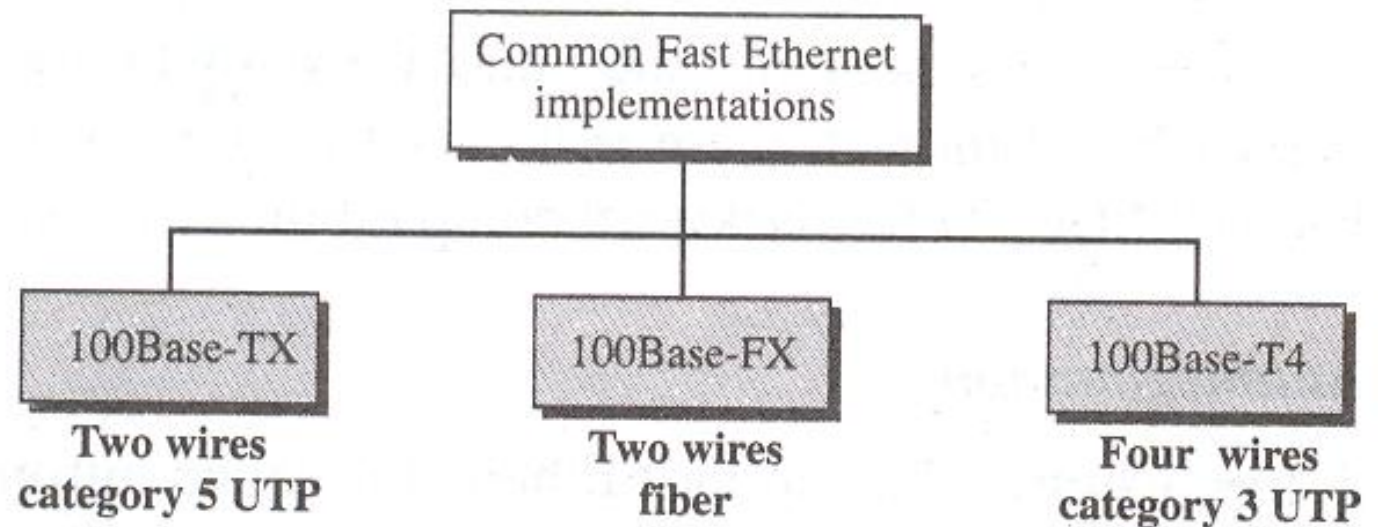 Common Fast Ethernet
implementations
100Base-TX
100Base-FX
100Base-T4
Two wires
category 5 UTP
Two wires
fiber
Four wires
category 3 UTP